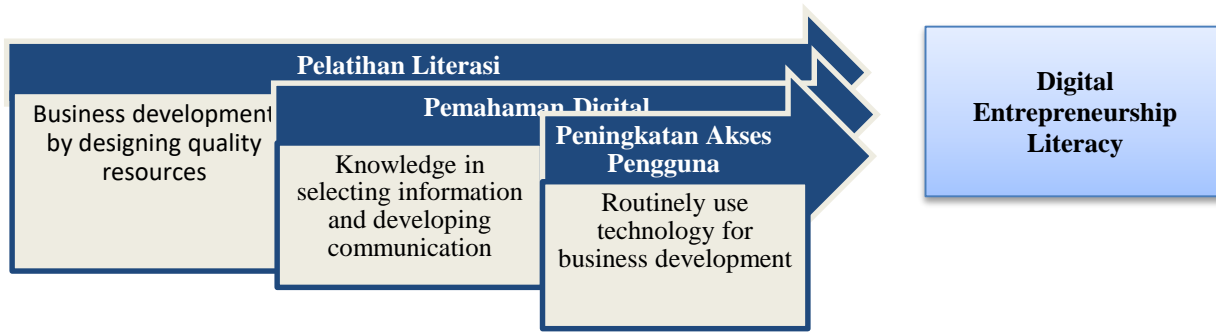 Pelatihan Literasi
Business development
by designing quality
resources
Pemahaman Digital
Knowledge in
selecting information
and developing
communication
Peningkatan Akses
Pengguna
Routinely use
technology for
business development
Digital
Entrepreneurship
Literacy